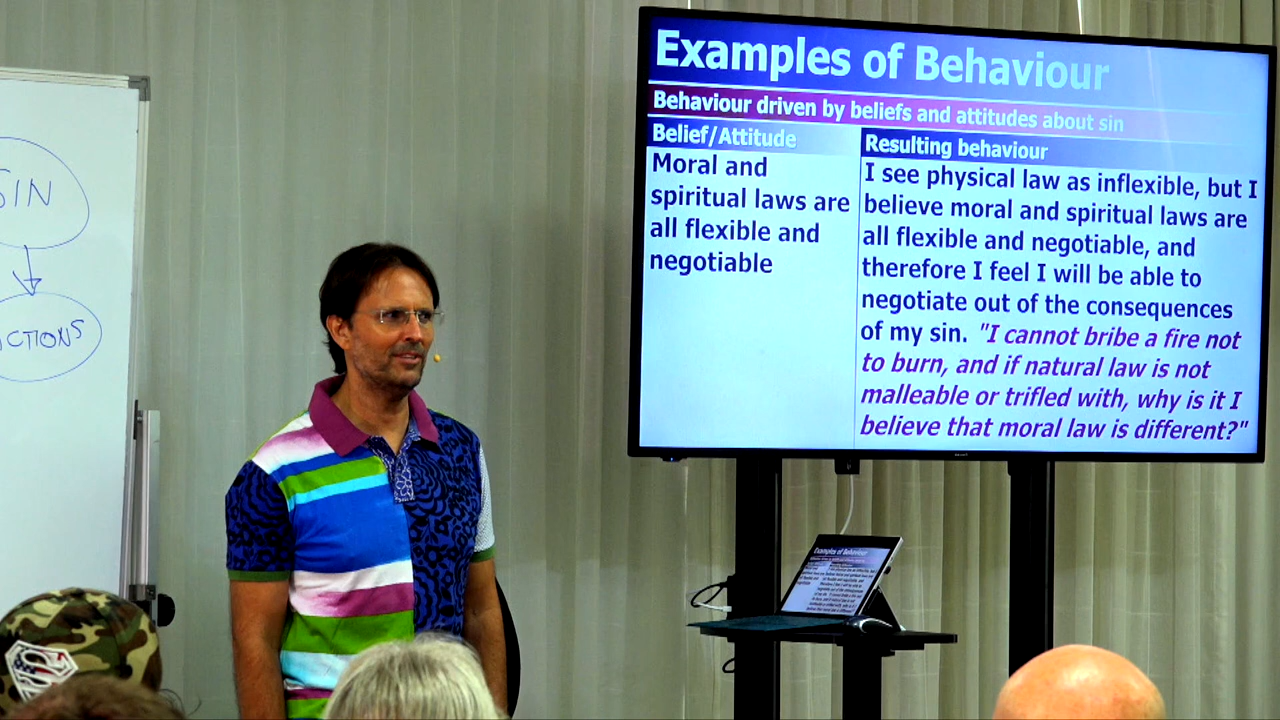 SIN
CTIONS
Examples of Behaviour
Behaviour driven by beliefs and attitudes about sin
Belief/Attitude
Moral and
spiritual laws are
all flexible and
negotiable
Resulting behaviour
I see physical law as inflexible, but I
believe moral and spiritual laws are
all flexible and negotiable, and
therefore I feel I will be able to
negotiate out of the consequences
of my sin. "I cannot bribe a fire not
to burn, and if natural law is not
malleable or trifled with, why is it I
believe that moral law is different?"
Examples of Behaviour